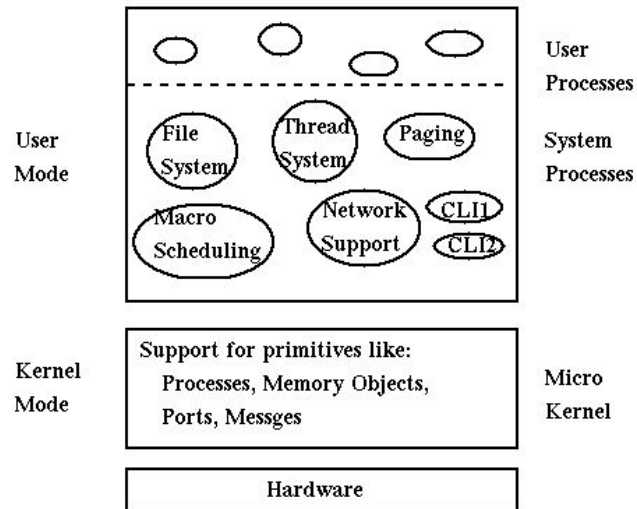 User
Processes
User
Mode
File
System
Thread
System
Paging
System
Processes
Macro
Scheduling
Network
Support
CLI1
CLI2
Kernel
Mode
Support for primitives like:
Processes, Memory Objects,
Ports, Messges
Micro
Kernel
Hardware